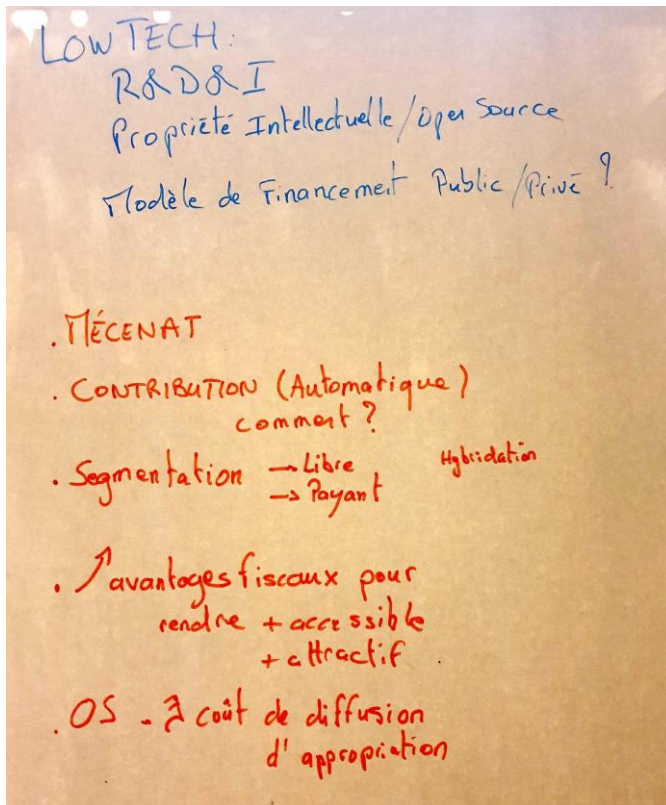 LOWTECH:
R&D&I
Propriété Intellectuelle/Open Source
Modèle de Financement Public/Privé ?
. MÉCENAT
. CONTRIBUTION (Automatique)
comment ?
. Segmentation → Libre Hybridation
→ Payant
. ↗ avantages fiscaux pour
rendre + accessible
+ attractif .
. OS - coût de diffusion
d'appropriation